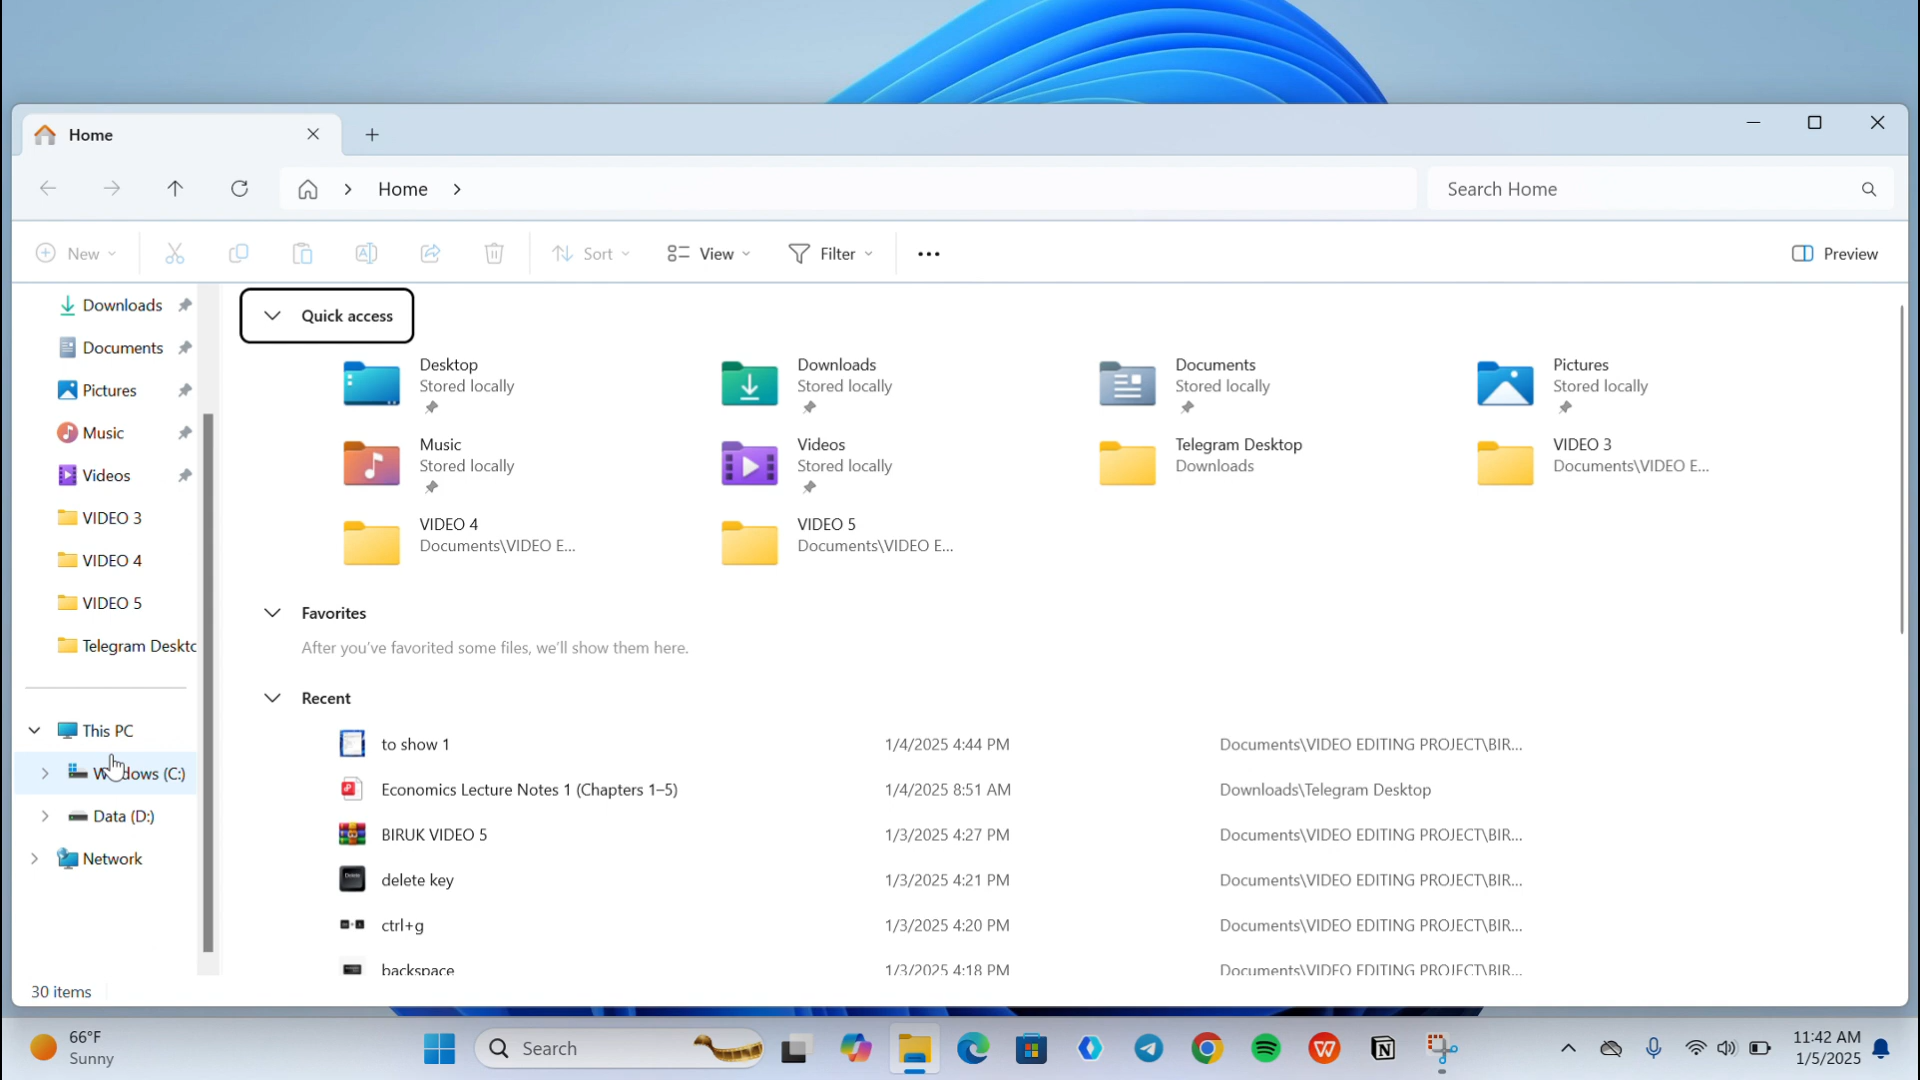 Home
Home
Search Home
New
Sort
View
Filter
Preview
Downloads
Documents
Pictures
Music
Videos
VIDEO 3
VIDEO 4
VIDEO 5
Telegram Deskto
This PC
Windows (C:)
Data (D:)
Network
Quick access
Desktop
Stored locally
Downloads
Stored locally
Documents
Stored locally
Pictures
Stored locally
Music
Stored locally
Videos
Stored locally
Telegram Desktop
Downloads
VIDEO 3
Documents\VIDEO E...
VIDEO 4
Documents\VIDEO E...
VIDEO 5
Documents\VIDEO E...
Favorites
After you've favorited some files, we'll show them here.
Recent
to show 1 1/4/2025 4:44 PM Documents\VIDEO EDITING PROJECT\BIR...
Economics Lecture Notes 1 (Chapters 1–5) 1/4/2025 8:51 AM Downloads\Telegram Desktop
BIRUK VIDEO 5 1/3/2025 4:27 PM Documents\VIDEO EDITING PROJECT\BIR...
delete key 1/3/2025 4:21 PM Documents\VIDEO EDITING PROJECT\BIR...
ctrl+g 1/3/2025 4:20 PM Documents\VIDEO EDITING PROJECT\BIR...
backspace 1/3/2025 4:18 PM Documents\VIDEO EDITING PROJECT\BIR...
30 items
66°F
Sunny
Search
11:42 AM
1/5/2025